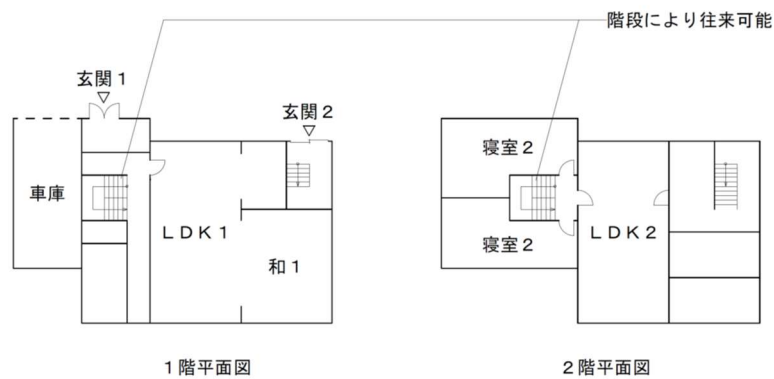 階段により往来可能
玄関1
玄関2
車庫
LDK1
和1
寝室2
LDK2
寝室2
1階平面図
2階平面図